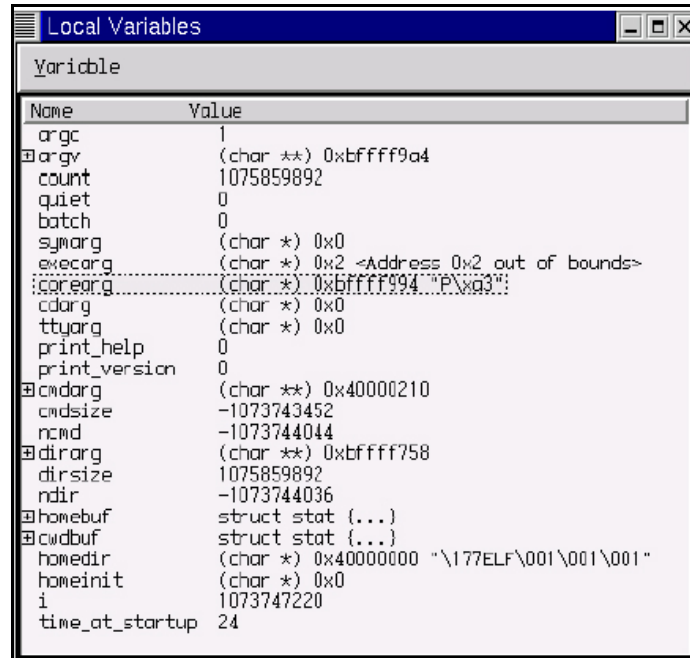 Local Variables
Variable
Name Value
argc 1
argv (char **) 0xbffff9a4
count 1075859892
quiet 0
batch 0
symarg (char *) 0x0
execarg (char *) 0x2 <Address 0x2 out of bounds>
corearg (char *) 0xbffff994 "P\xa3"
cdarg (char *) 0x0
ttyarg (char *) 0x0
print_help 0
print_version 0
cmdarg (char **) 0x40000210
cmdsize -1073743452
ncmd -1073744044
dirarg (char **) 0xbffff758
dirsize 1075859892
ndir -1073744036
homebuf struct stat {...}
cwdbuf struct stat {...}
homedir (char *) 0x40000000 "\177ELF\001\001\001"
homeinit (char *) 0x0
i 1073747220
time_at_startup 24